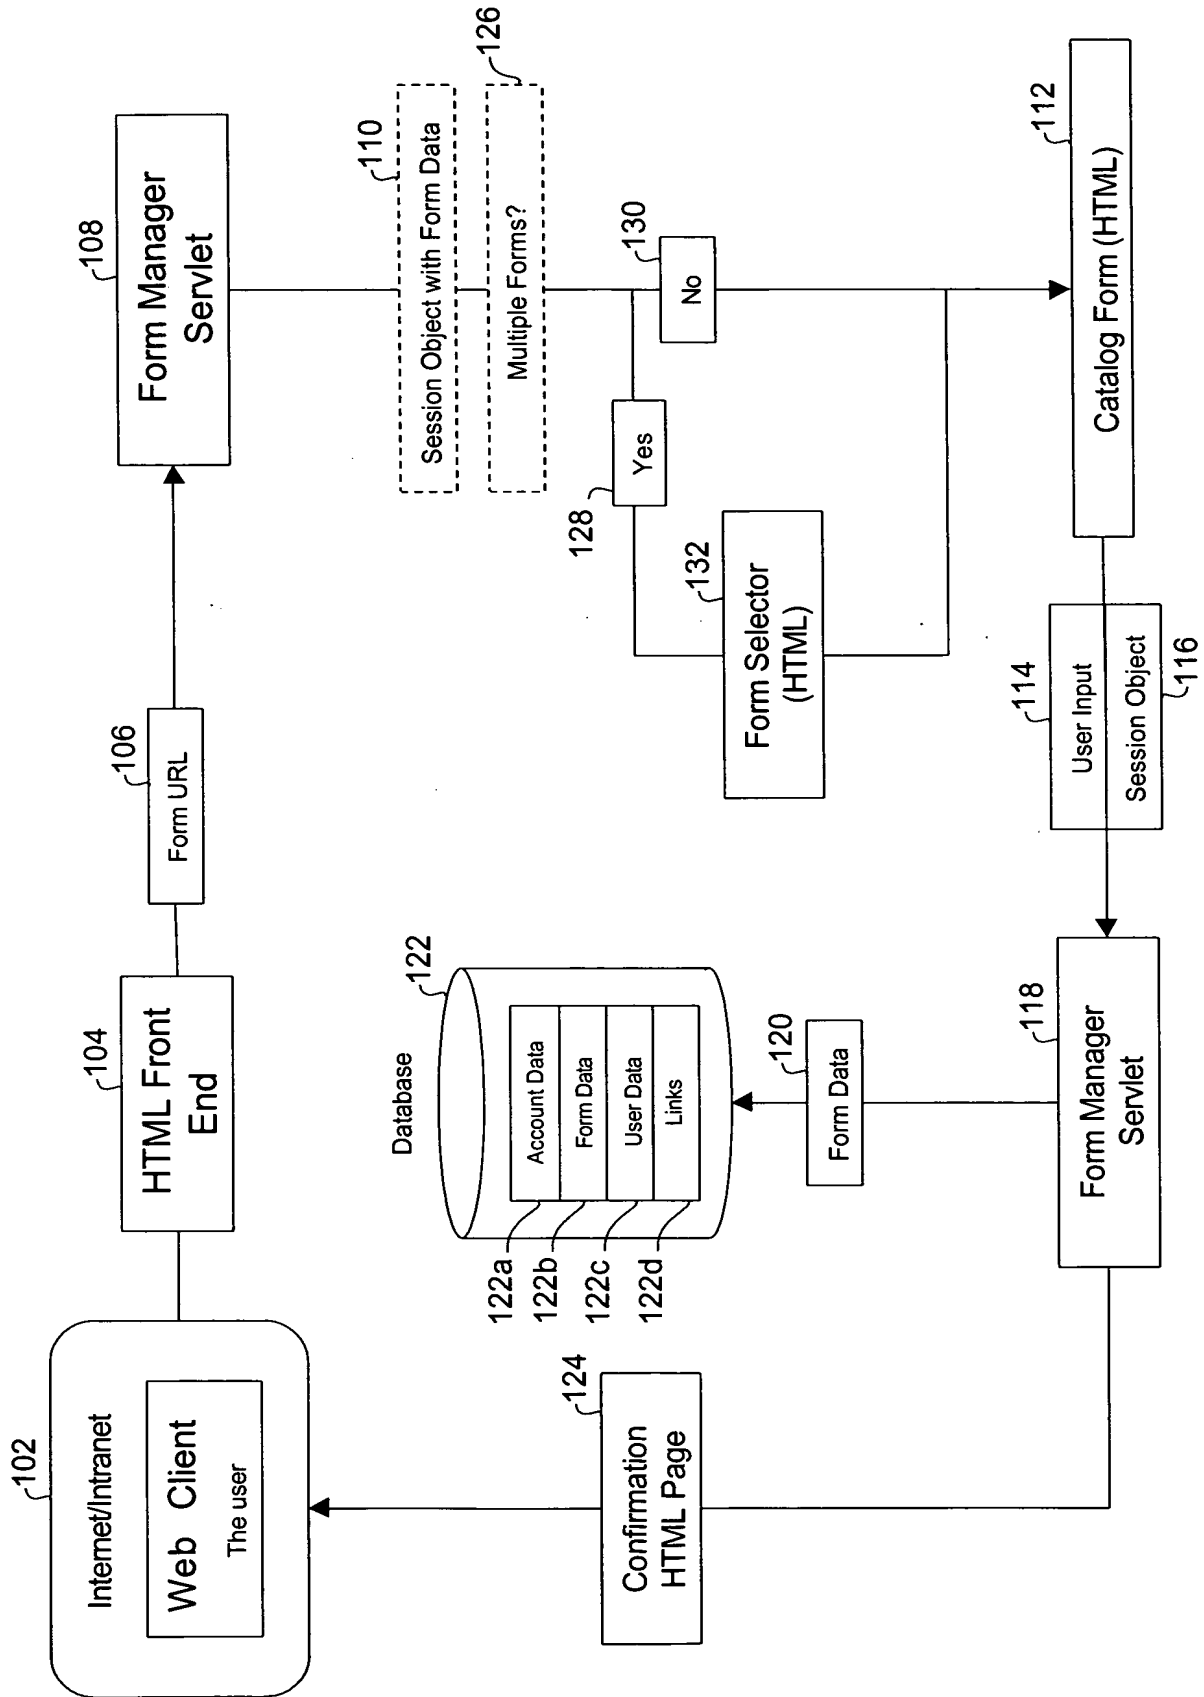 102
Internet/Intranet
Web Client
The user
104
HTML Front
End
106
Form URL
108
Form Manager
Servlet
110
Session Object with Form Data
126
Multiple Forms?
128
Yes
130
No
132
Form Selector
(HTML)
112
Catalog Form (HTML)
114
User Input
Session Object
116
118
Form Manager
Servlet
120
Form Data
Database
122
Account Data
Form Data
User Data
Links
122a
122b
122c
122d
124
Confirmation
HTML Page